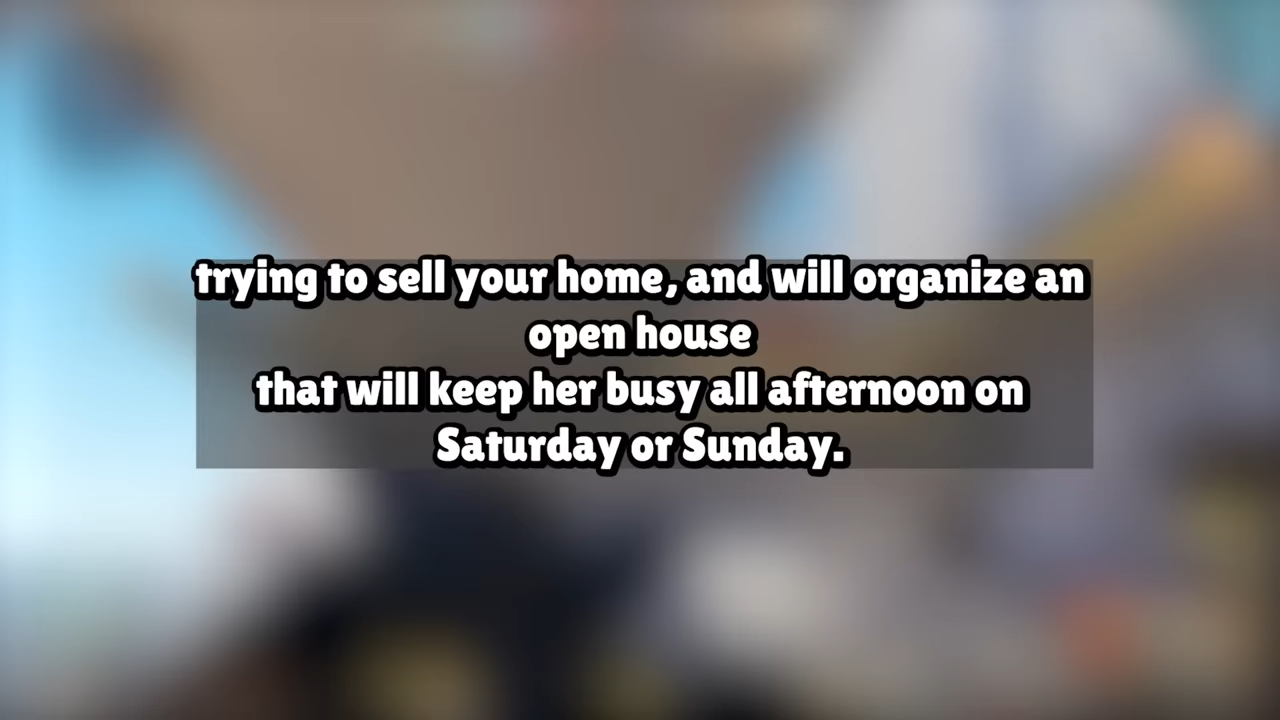 trying to sell your home, and will organize an
open house
that will keep her busy all afternoon on
Saturday or Sunday.